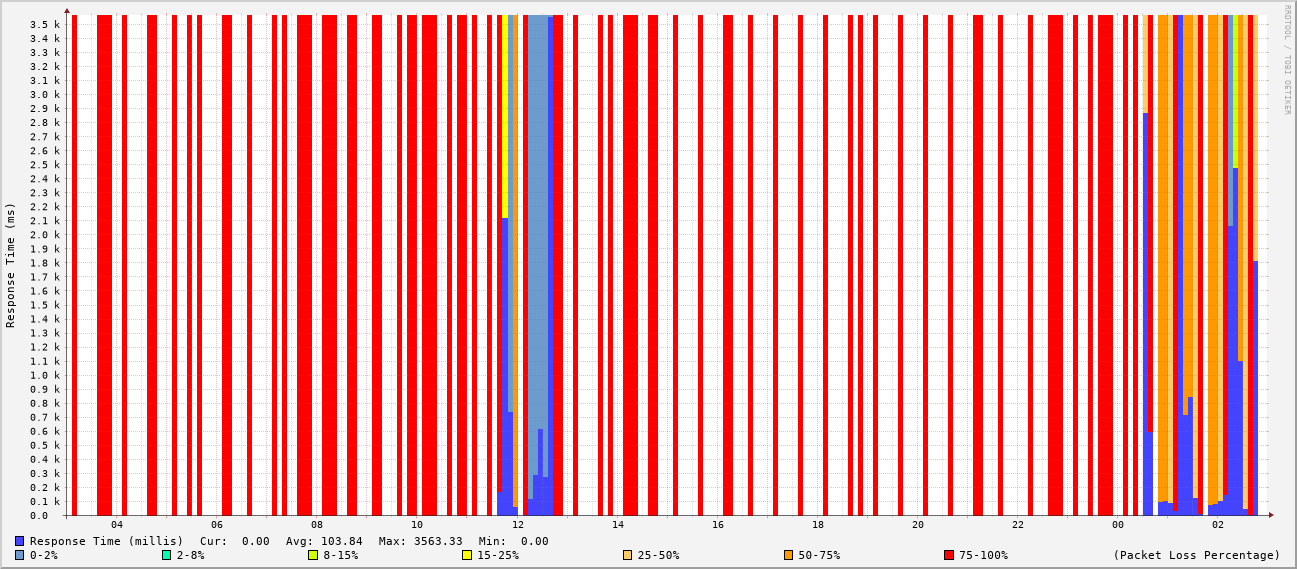 3.5 k
3.4 k
3.3 k
3.2 k
3.1 k
3.0 k
2.9 k
2.8 k
2.7 k
2.6 k
2.5 k
2.4 k
2.3 k
2.2 k
2.1 k
2.0 k
1.9 k
1.8 k
1.7 k
1.6 k
1.5 k
1.4 k
1.3 k
1.2 k
1.1 k
1.0 k
0.9 k
0.8 k
0.7 k
0.6 k
0.5 k
0.4 k
0.3 k
0.2 k
0.1 k
0.0
Response Time (ms)
RRDTOOL / TOBI OETIKER
04 06 08 10 12 14 16 18 20 22 00 02
Response Time (millis) Cur: 0.00 Avg: 103.84 Max: 3563.33 Min: 0.00
0-2% 2-8% 8-15% 15-25% 25-50% 50-75% 75-100% (Packet Loss Percentage)